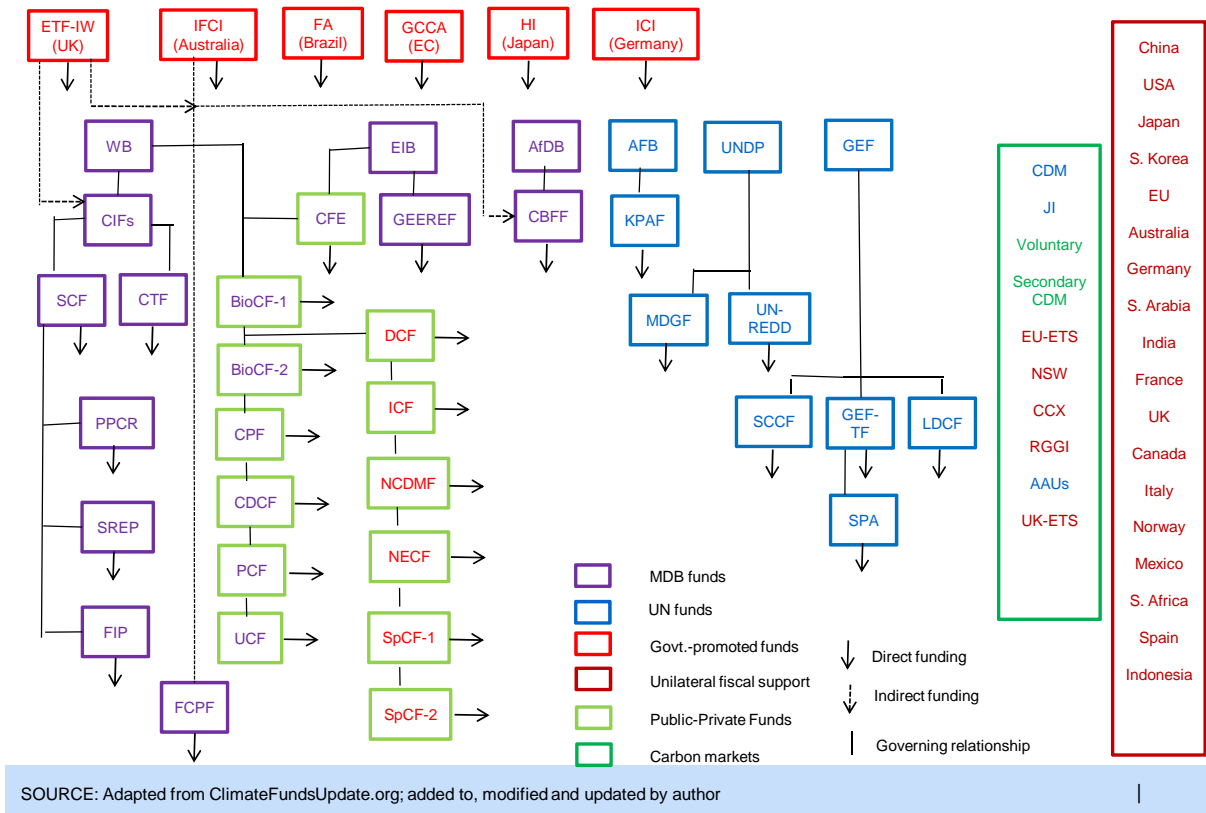 ETF-IW
(UK)
IFCI
(Australia)
FA
(Brazil)
GCCA
(EC)
HI
(Japan)
ICI
(Germany)
WB
EIB
AfDB
AFB
UNDP
GEF
CIFs
CFE
GEEREF
CBFF
KPAF
SCF
CTF
BioCF-1
DCF
MDGF
UN-
REDD
BioCF-2
ICF
SCCF
GEF-
TF
LDCF
PPCR
CPF
NCDMF
SPA
SREP
CDCF
NECF
FIP
PCF
SpCF-1
UCF
SpCF-2
FCPF
CDM
JI
Voluntary
Secondary
CDM
EU-ETS
NSW
CCX
RGGI
AAUs
UK-ETS
China
USA
Japan
S. Korea
EU
Australia
Germany
S. Arabia
India
France
UK
Canada
Italy
Norway
Mexico
S. Africa
Spain
Indonesia
MDB funds
UN funds
Govt.-promoted funds
Unilateral fiscal support
Public-Private Funds
Carbon markets
Direct funding
Indirect funding
Governing relationship
SOURCE: Adapted from ClimateFundsUpdate.org; added to, modified and updated by author
|